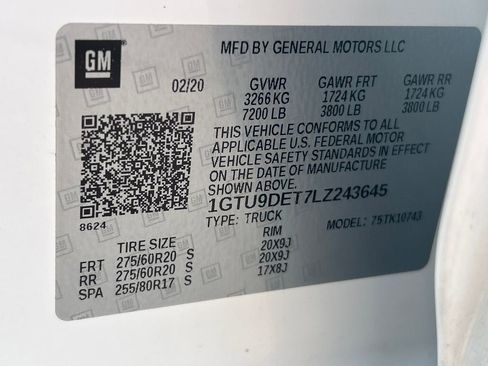 GM
MFD BY GENERAL MOTORS LLC
02/20 GVWR GAWR FRT GAWR RR
3266 KG 1724 KG 1724 KG
7200 LB 3800 LB 3800 LB
THIS VEHICLE CONFORMS TO ALL
APPLICABLE U.S. FEDERAL MOTOR
VEHICLE SAFETY STANDARDS IN EFFECT
ON THE DATE OF MANUFACTURE
1GTU9DET7LZ243645
TYPE: TRUCK MODEL: 75TK10743
8624
TIRE SIZE RIM
FRT 275/60R20 S 20X9J
RR 275/60R20 S 20X9J
SPA 255/80R17 S 17X8J